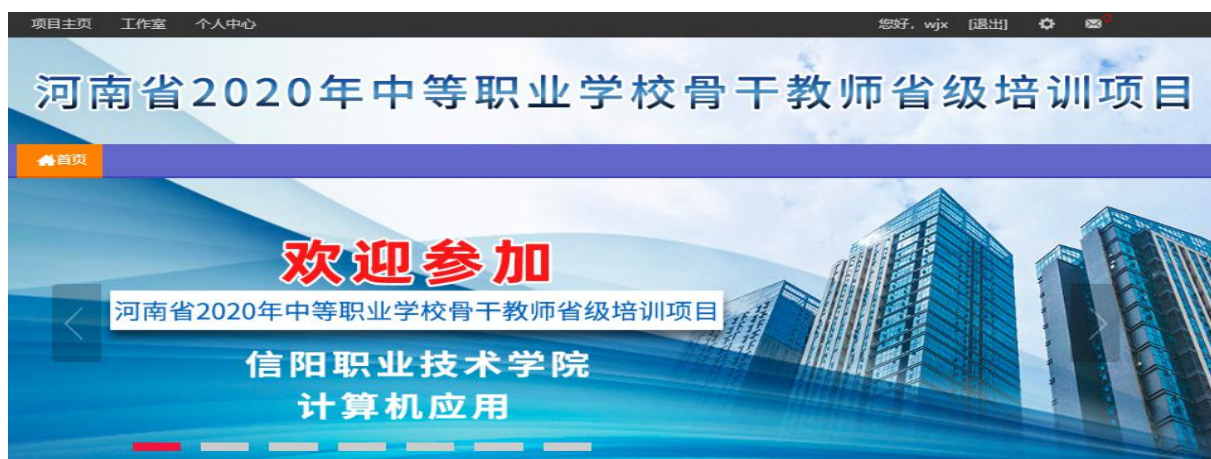 项目主页 工作室 个人中心 您好，wjx [退出]
河南省2020年中等职业学校骨干教师省级培训项目
首页
欢迎参加
河南省2020年中等职业学校骨干教师省级培训项目
信阳职业技术学院
计算机应用